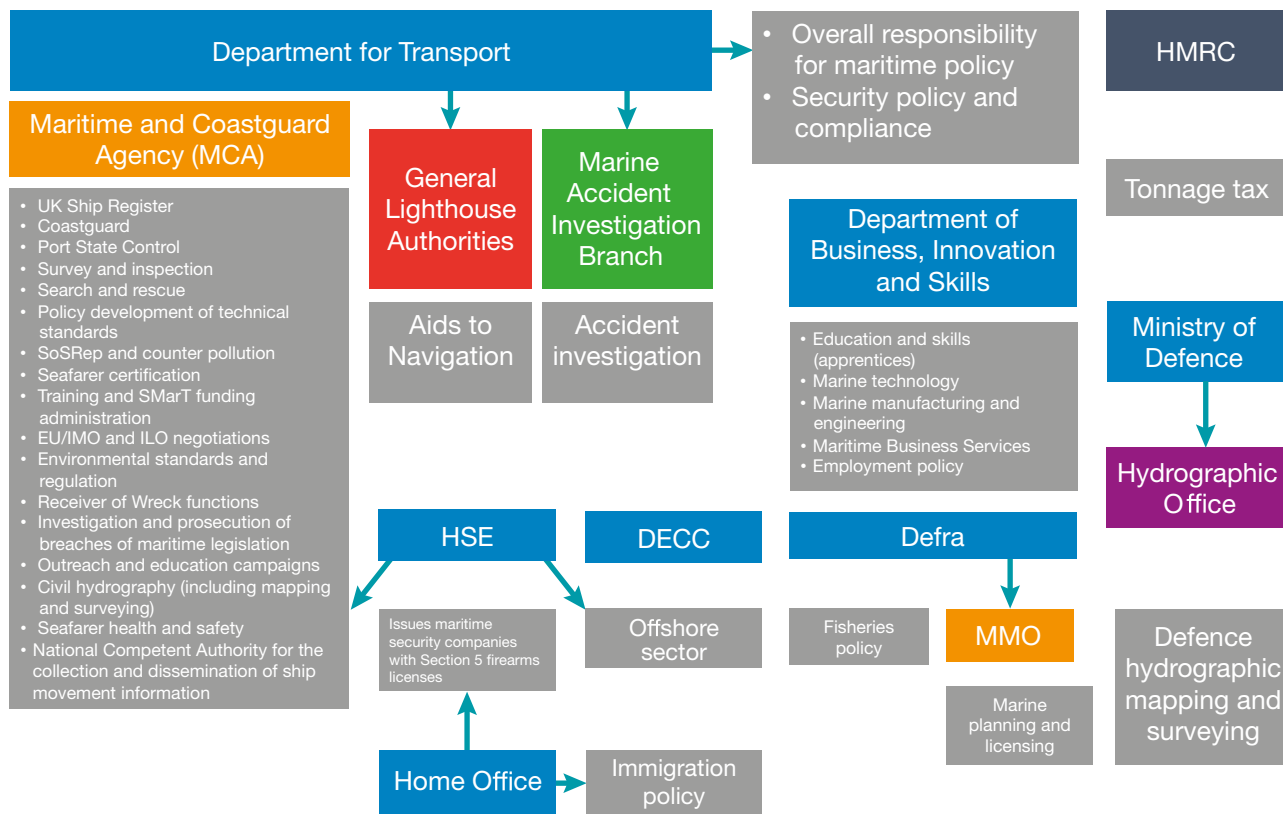 Department for Transport
• Overall responsibility
for maritime policy
• Security policy and
compliance
HMRC
Maritime and Coastguard
Agency (MCA)
General
Lighthouse
Authorities
Marine
Accident
Investigation
Branch
Tonnage tax
• UK Ship Register
• Coastguard
• Port State Control
• Survey and inspection
• Search and rescue
• Policy development of technical
standards
• SoSRep and counter pollution
• Seafarer certification
• Training and SMarT funding
administration
• EU/IMO and ILO negotiations
• Environmental standards and
regulation
• Receiver of Wreck functions
• Investigation and prosecution of
breaches of maritime legislation
• Outreach and education campaigns
• Civil hydrography (including mapping
and surveying)
• Seafarer health and safety
• National Competent Authority for the
collection and dissemination of ship
movement information
Aids to
Navigation
Accident
investigation
Department of
Business, Innovation
and Skills
• Education and skills
(apprentices)
• Marine technology
• Marine manufacturing and
engineering
• Maritime Business Services
• Employment policy
Ministry of
Defence
Hydrographic
Office
HSE
DECC
Defra
Issues maritime
security companies
with Section 5 firearms
licenses
Offshore
sector
Fisheries
policy
MMO
Marine
planning and
licensing
Defence
hydrographic
mapping and
surveying
Home Office
Immigration
policy